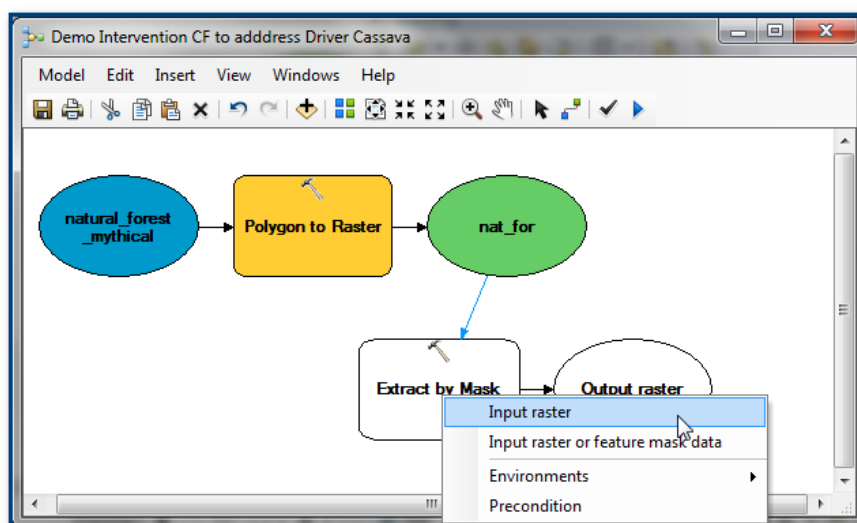 Demo Intervention CF to adddress Driver Cassava
Model Edit Insert View Windows Help
natural_forest
_mythical
Polygon to Raster
nat_for
Extract by Mask
Output raster
Input raster
Input raster or feature mask data
Environments
Precondition